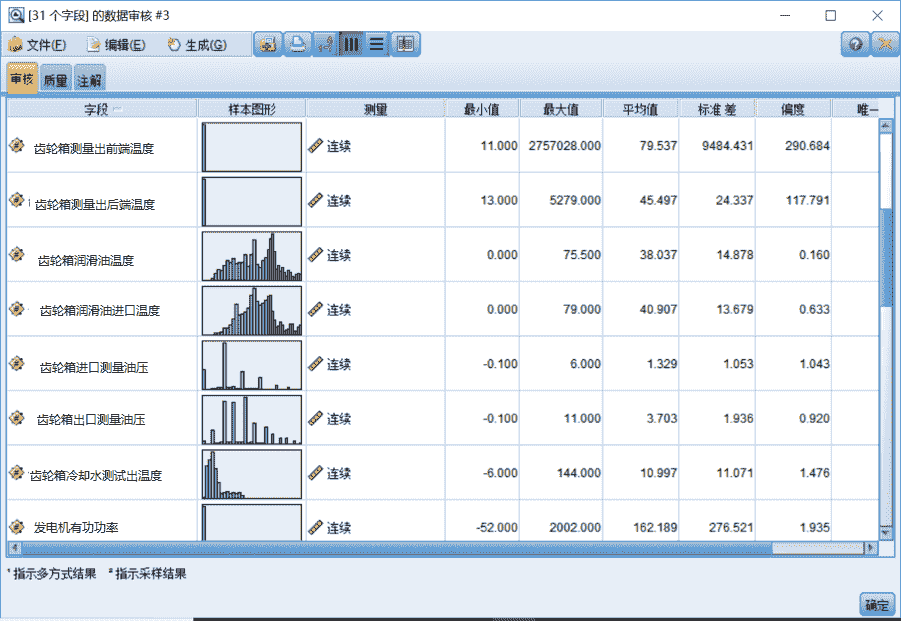 [31 个字段] 的数据审核 #3
文件(F) 编辑(E) 生成(G)
审核 质量 注解
字段 样本图形 测量 最小值 最大值 平均值 标准 差 偏度 唯一
齿轮箱测量出前端温度 连续 11.000 2757028.000 79.537 9484.431 290.684
齿轮箱测量出后端温度 连续 13.000 5279.000 45.497 24.337 117.791
齿轮箱润滑油温度 连续 0.000 75.500 38.037 14.878 0.160
齿轮箱润滑油进口温度 连续 0.000 79.000 40.907 13.679 0.633
齿轮箱进口测量油压 连续 -0.100 6.000 1.329 1.053 1.043
齿轮箱出口测量油压 连续 -0.100 11.000 3.703 1.936 0.920
齿轮箱冷却水测试出温度 连续 -6.000 144.000 10.997 11.071 1.476
发电机有功功率 连续 -52.000 2002.000 162.189 276.521 1.935
¹ 指示多方式结果 ² 指示采样结果
确定